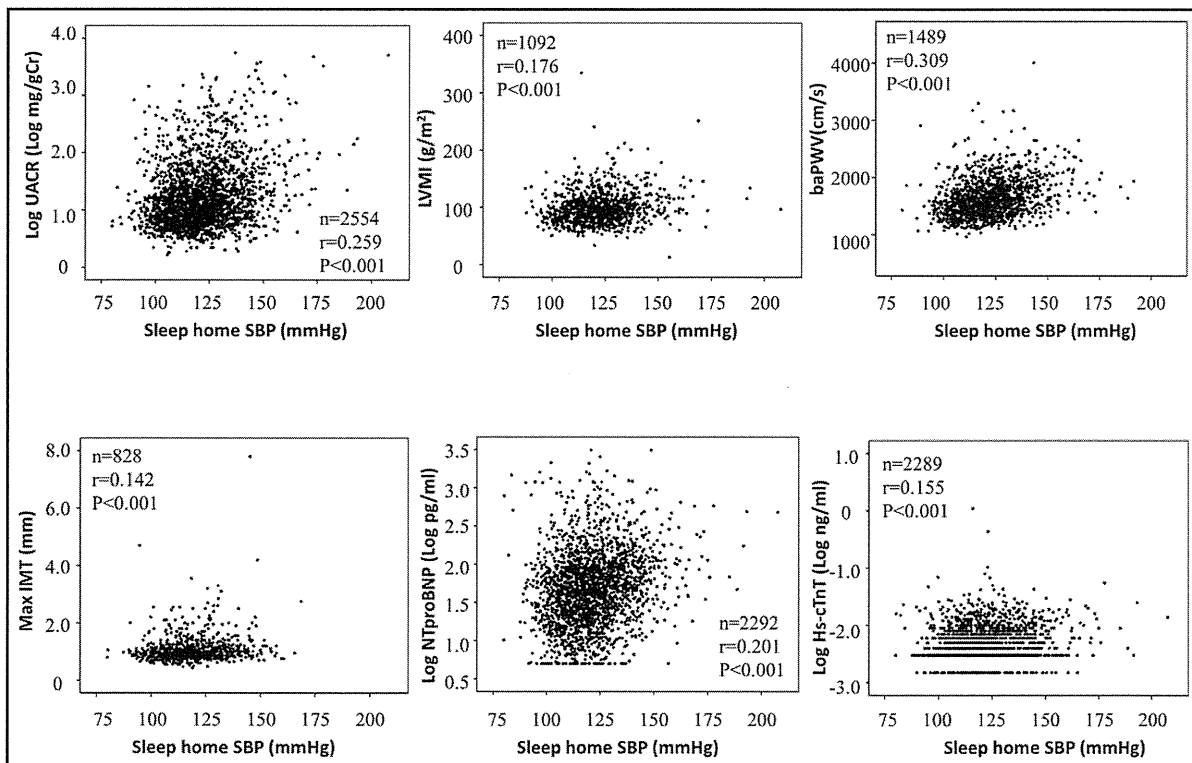 Log UACR (Log mg/gCr)
4.0
3.0
2.0
1.0
0
n=2554
r=0.259
P<0.001
75 100 125 150 175 200
Sleep home SBP (mmHg)
LVMI (g/m²)
400
300
200
100
0
n=1092
r=0.176
P<0.001
75 100 125 150 175 200
Sleep home SBP (mmHg)
baPWV(cm/s)
4000
3000
2000
1000
n=1489
r=0.309
P<0.001
75 100 125 150 175 200
Sleep home SBP (mmHg)
Max IMT (mm)
8.0
6.0
4.0
2.0
0
n=828
r=0.142
P<0.001
75 100 125 150 175 200
Sleep home SBP (mmHg)
Log NTproBNP (Log pg/ml)
3.5
3.0
2.5
2.0
1.5
1.0
0.5
n=2292
r=0.201
P<0.001
75 100 125 150 175 200
Sleep home SBP (mmHg)
Log Hs-cTnT (Log ng/ml)
1.0
0
-1.0
-2.0
-3.0
n=2289
r=0.155
P<0.001
75 100 125 150 175 200
Sleep home SBP (mmHg)